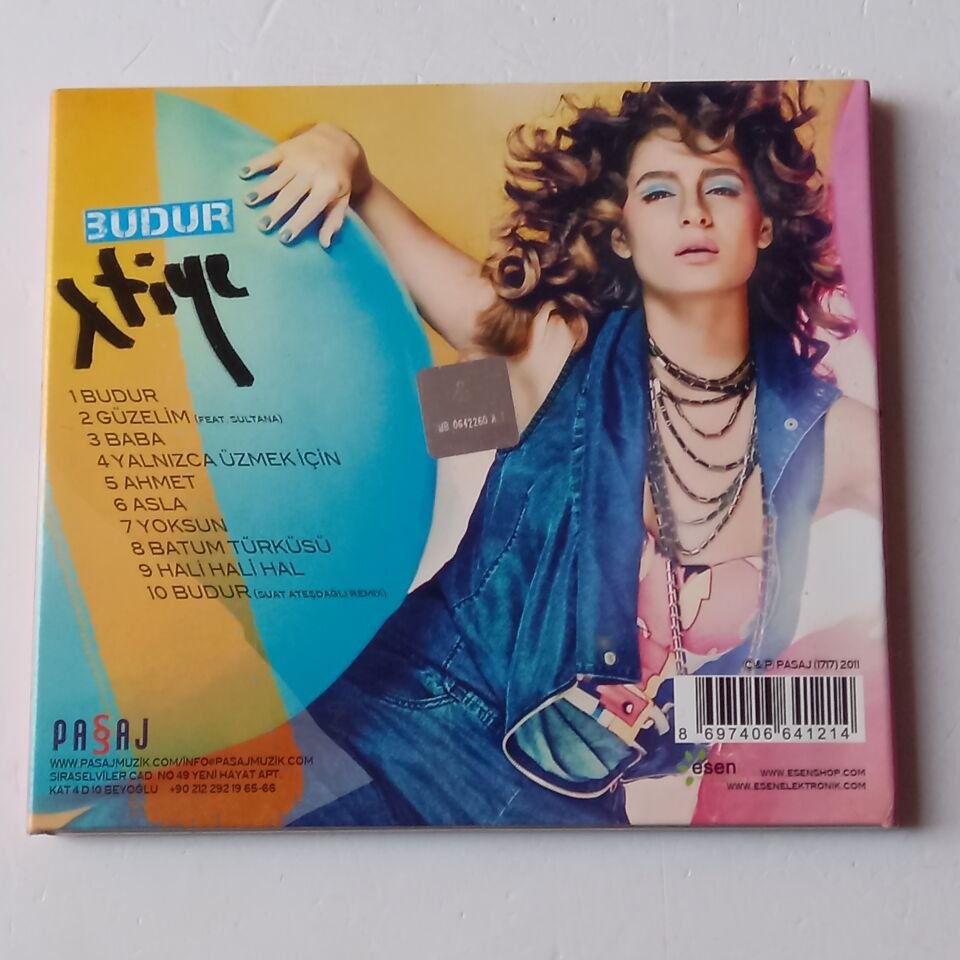 BUDUR
Atiye
1 BUDUR
2 GÜZELİM (FEAT. SULTANA)
3 BABA
4 YALNIZCA ÜZMEK İÇİN
5 AHMET
6 ASLA
7 YOKSUN
8 BATUM TÜRKÜSÜ
9 HALİ HALİ HAL
10 BUDUR (SUAT ATEŞDAĞLI REMIX)
MB 0642260 A
C & P PASAJ (1717) 2011
8 697406 641214
PASAJ
WWW.PASAJMUZIK.COM/INFO@PASAJMUZIK.COM
SIRASELVİLER CAD. NO 49 YENİ HAYAT APT.
KAT 4 D 10 BEYOĞLU +90 212 292 19 65-66
esen
WWW.ESENSHOP.COM
WWW.ESENELEKTRONIK.COM